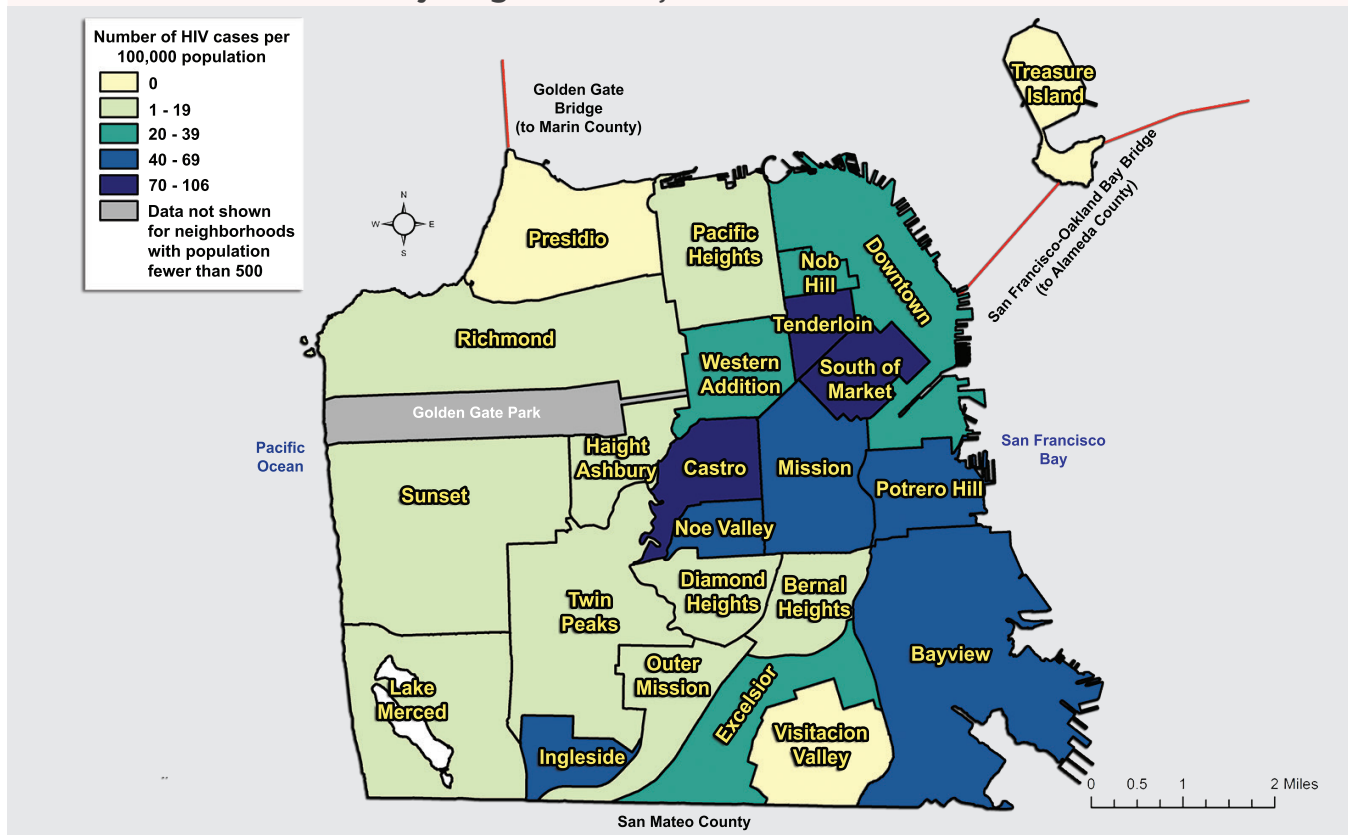 Number of HIV cases per
100,000 population
0
1 - 19
20 - 39
40 - 69
70 - 106
Data not shown
for neighborhoods
with population
fewer than 500
Golden Gate
Bridge
(to Marin County)
N
W
E
S
Treasure
Island
San Francisco-Oakland Bay Bridge
(to Alameda County)
Presidio
Pacific
Heights
Nob
Hill
Downtown
Richmond
Tenderloin
Western
Addition
South of
Market
Golden Gate Park
Pacific
Ocean
Haight
Ashbury
Castro
Mission
San Francisco
Bay
Sunset
Potrero Hill
Noe Valley
Twin
Peaks
Diamond
Heights
Bernal
Heights
Bayview
Outer
Mission
Lake
Merced
Excelsior
Visitacion
Valley
Ingleside
0 0.5 1 2 Miles
San Mateo County